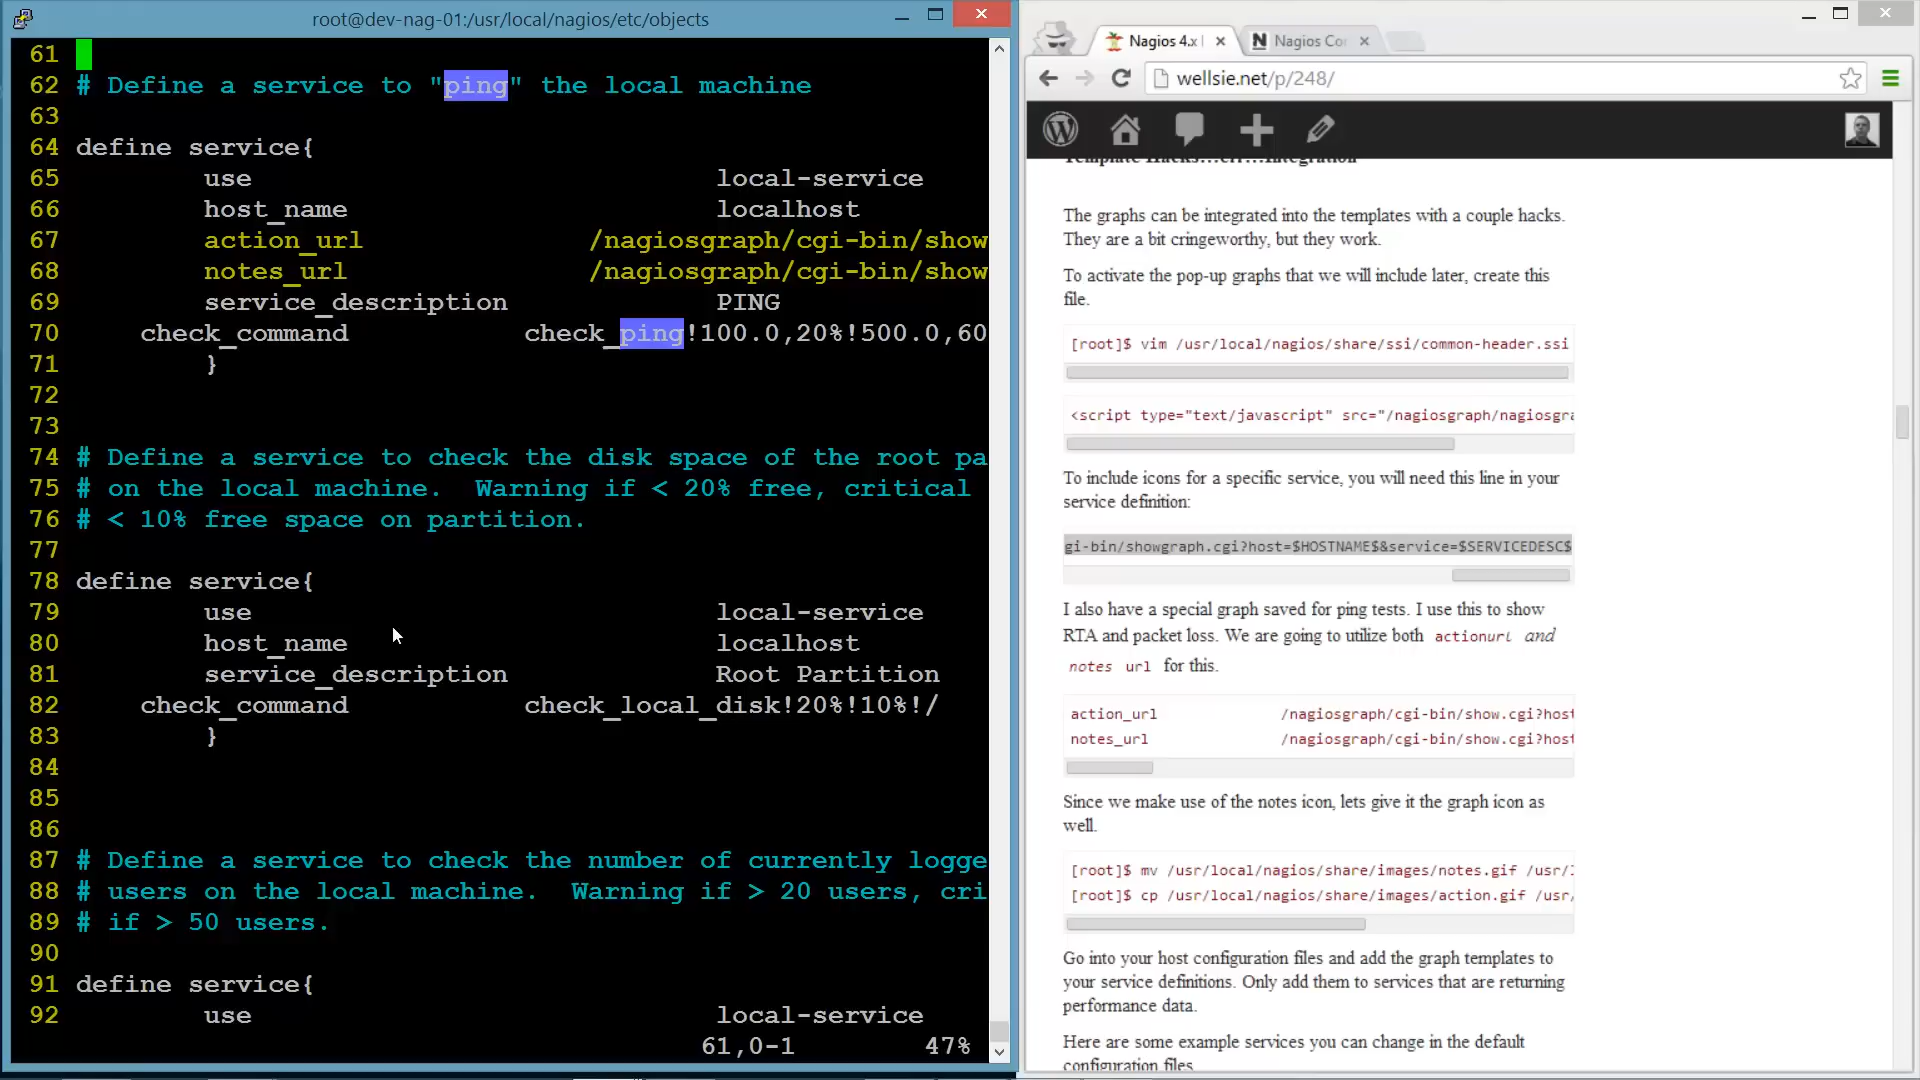 root@dev-nag-01:/usr/local/nagios/etc/objects
61
62 # Define a service to "ping" the local machine
63
64 define service{
65 use local-service
66 host_name localhost
67 action_url /nagiosgraph/cgi-bin/show
68 notes_url /nagiosgraph/cgi-bin/show
69 service_description PING
70 check_command check_ping!100.0,20%!500.0,60
71 }
72
73
74 # Define a service to check the disk space of the root pa
75 # on the local machine. Warning if < 20% free, critical
76 # < 10% free space on partition.
77
78 define service{
79 use local-service
80 host_name localhost
81 service_description Root Partition
82 check_command check_local_disk!20%!10%!/
83 }
84
85
86
87 # Define a service to check the number of currently logge
88 # users on the local machine. Warning if > 20 users, cri
89 # if > 50 users.
90
91 define service{
92 use local-service
61,0-1 47%
Nagios 4.x
Nagios Co
wellsie.net/p/248/
Template Hacks...err...Integration
The graphs can be integrated into the templates with a couple hacks.
They are a bit cringeworthy, but they work.
To activate the pop-up graphs that we will include later, create this
file.
[root]$ vim /usr/local/nagios/share/ssi/common-header.ssi
<script type="text/javascript" src="/nagiosgraph/nagiosgra
To include icons for a specific service, you will need this line in your
service definition:
gi-bin/showgraph.cgi?host=$HOSTNAME$&service=$SERVICEDESC$
I also have a special graph saved for ping tests. I use this to show
RTA and packet loss. We are going to utilize both actionurl and
notes url for this.
action_url /nagiosgraph/cgi-bin/show.cgi?host
notes_url /nagiosgraph/cgi-bin/show.cgi?host
Since we make use of the notes icon, lets give it the graph icon as
well.
[root]$ mv /usr/local/nagios/share/images/notes.gif /usr/l
[root]$ cp /usr/local/nagios/share/images/action.gif /usr/
Go into your host configuration files and add the graph templates to
your service definitions. Only add them to services that are returning
performance data.
Here are some example services you can change in the default
configuration files